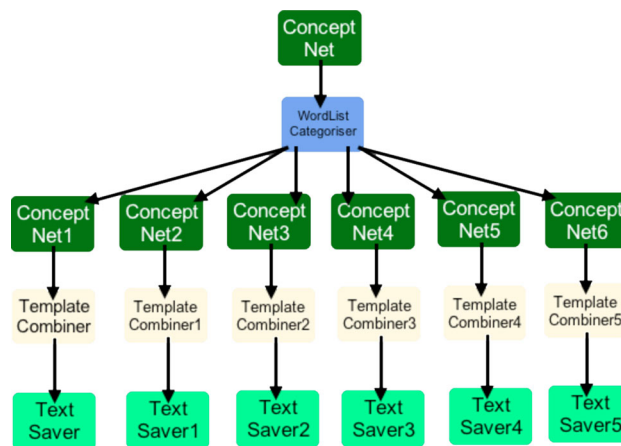 Concept
Net
WordList
Categoriser
Concept
Net1
Concept
Net2
Concept
Net3
Concept
Net4
Concept
Net5
Concept
Net6
Template
Combiner
Template
Combiner1
Template
Combiner2
Template
Combiner3
Template
Combiner4
Template
Combiner5
Text
Saver
Text
Saver1
Text
Saver2
Text
Saver3
Text
Saver4
Text
Saver5